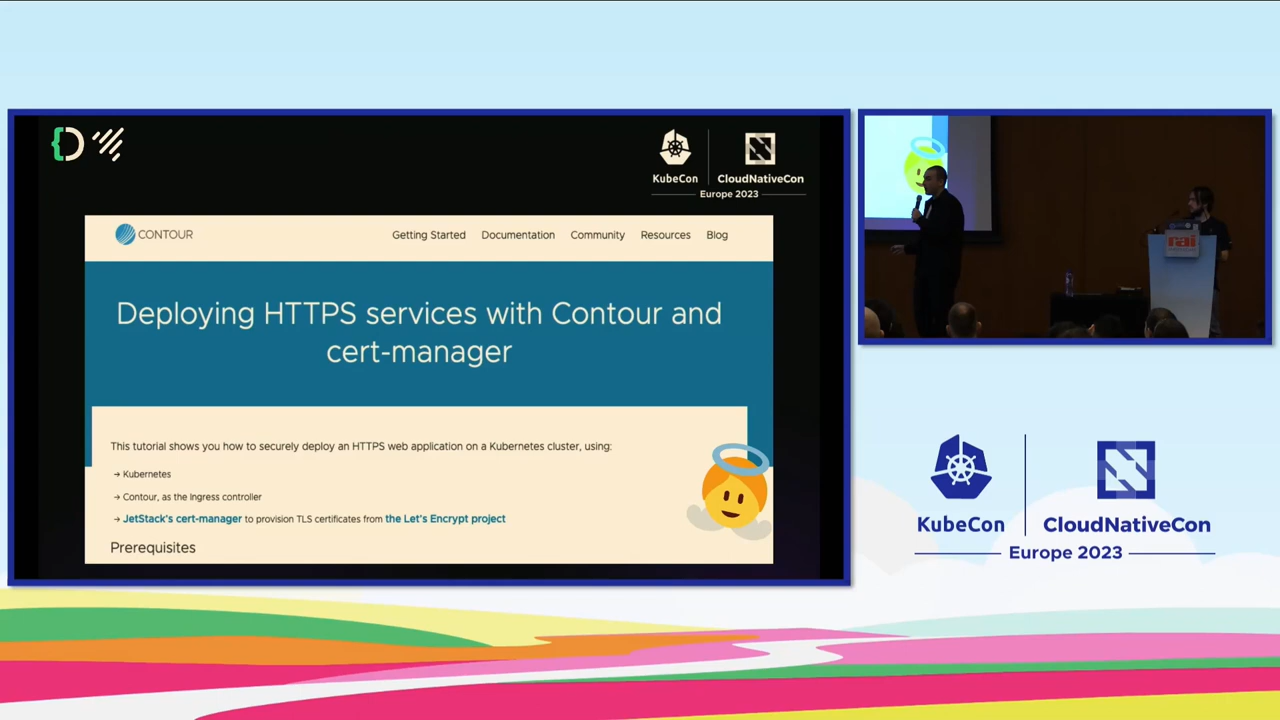 KubeCon
CloudNativeCon
Europe 2023
CONTOUR
Getting Started
Documentation
Community
Resources
Blog
Deploying HTTPS services with Contour and
cert-manager
This tutorial shows you how to securely deploy an HTTPS web application on a Kubernetes cluster, using:
→ Kubernetes
→ Contour, as the Ingress controller
→ JetStack's cert-manager to provision TLS certificates from the Let's Encrypt project
Prerequisites
rai
KubeCon
CloudNativeCon
Europe 2023